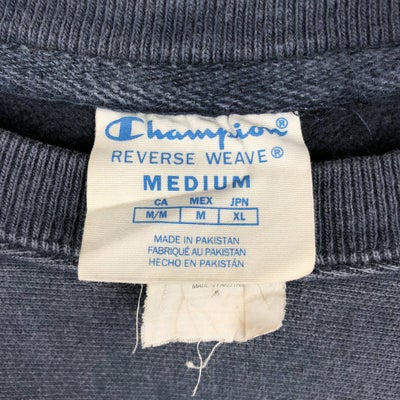 Champion®
REVERSE WEAVE®
MEDIUM
CA MEX JPN
M/M M XL
MADE IN PAKISTAN
FABRIQUÉ AU PAKISTAN
HECHO EN PAKISTÁN